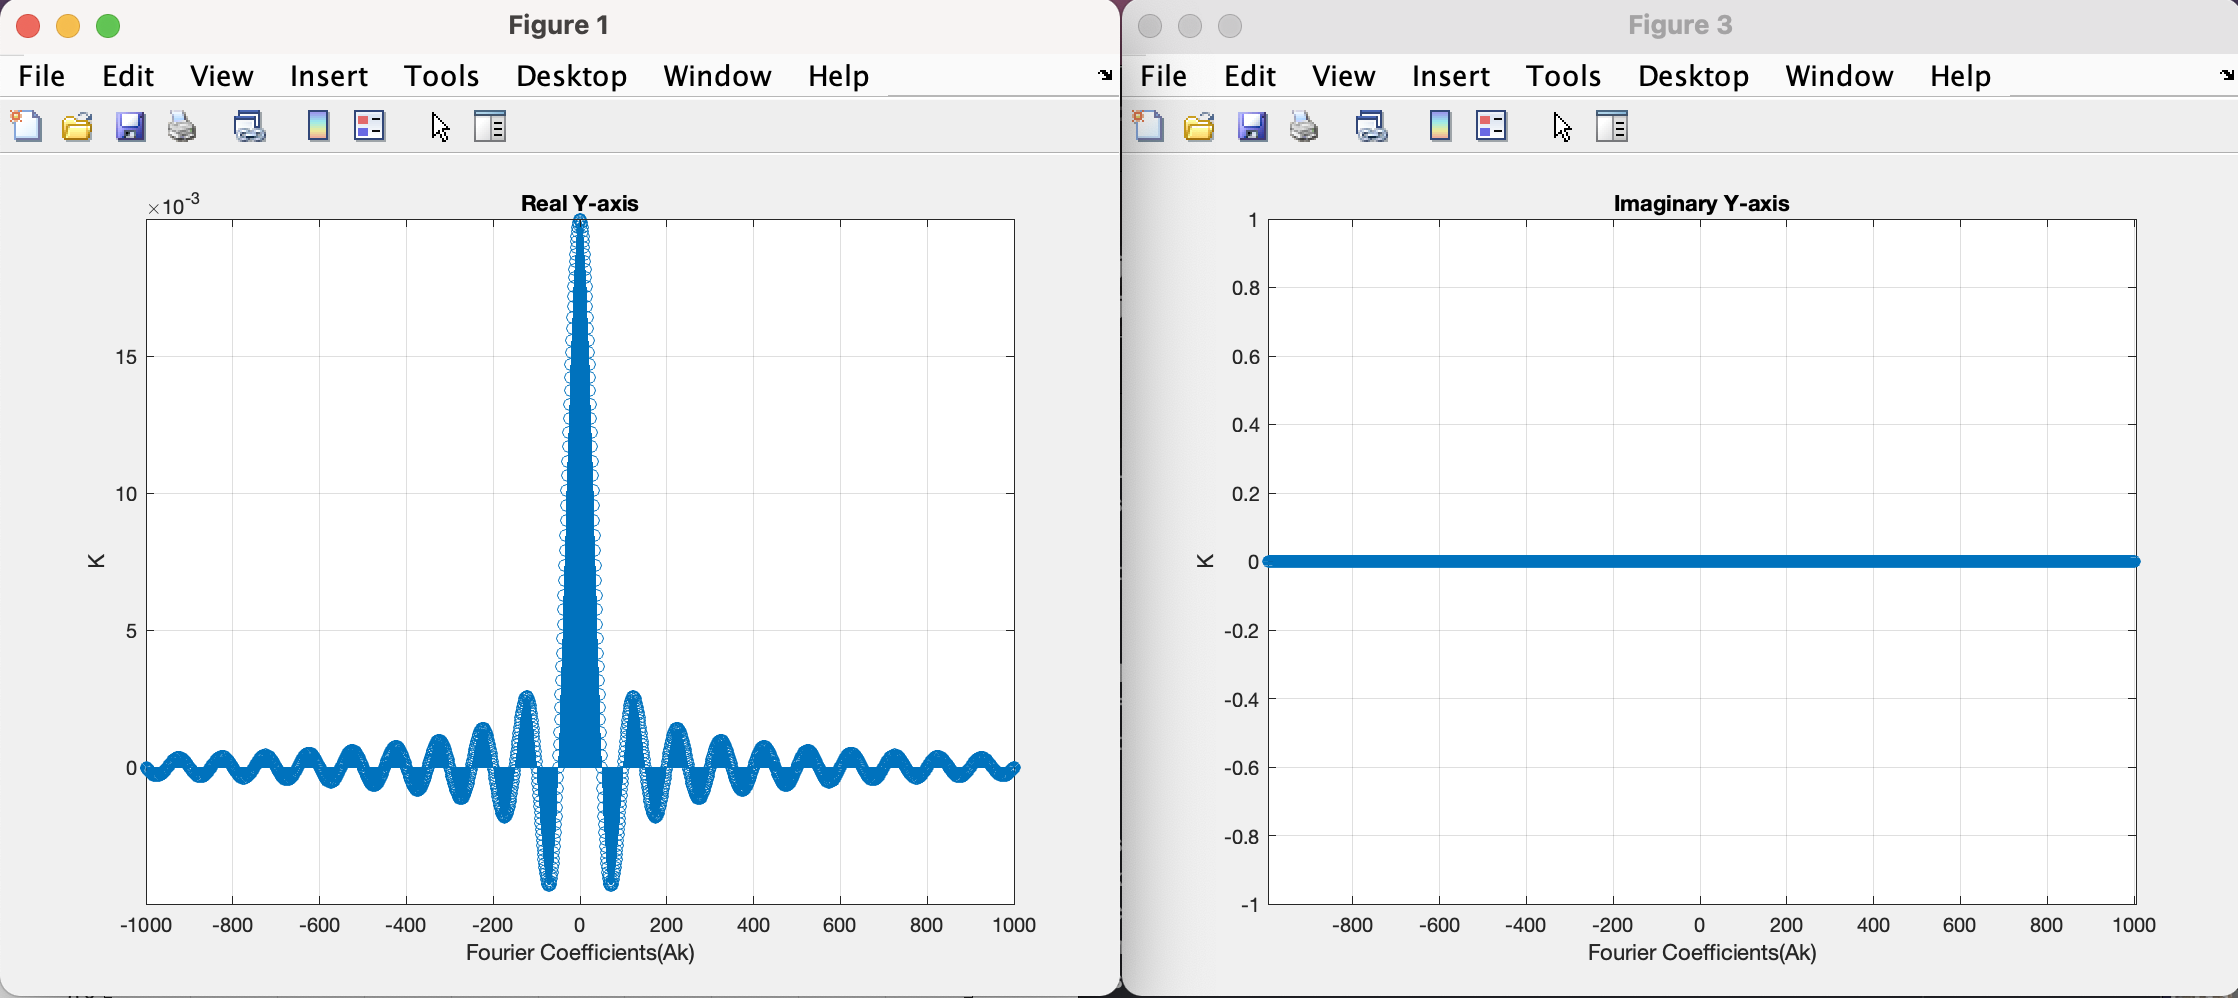 Figure 1
File Edit View Insert Tools Desktop Window Help
×10-3
Real Y-axis
15
10
5
0
K
-1000 -800 -600 -400 -200 0 200 400 600 800 1000
Fourier Coefficients(Ak)
Figure 3
File Edit View Insert Tools Desktop Window Help
Imaginary Y-axis
1
0.8
0.6
0.4
0.2
0
-0.2
-0.4
-0.6
-0.8
-1
K
-800 -600 -400 -200 0 200 400 600 800 1000
Fourier Coefficients(Ak)